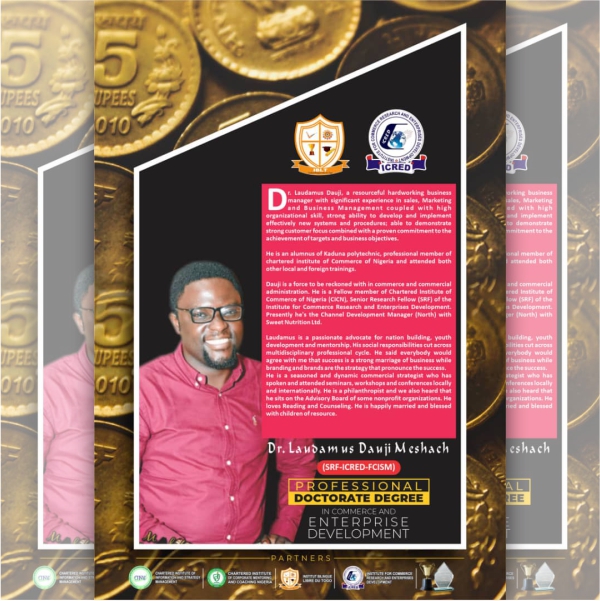 5
RUPEES
2010
IBLT
INSTITUTE FOR COMMERCE RESEARCH AND ENTERPRISES DEVELOPMENT
ICRED
ICRED
Dr. Laudamus Dauji, a ressourceful hardworking business
manager with significant experience in sales, Marketing
and Business Management coupled with high
organizational skill, strong ability to develop and implement
effectively new systems and procedures; able to demonstrate
strong customer focus combined with a proven commitment to the
achievement of targets and business objectives.
He is an alumnus of Kaduna polytechnic, professional member of
chartered institute of Commerce of Nigeria and attended both
other local and foreign trainings.
Dauji is a force to be reckoned with in commerce and commercial
administration. He is a Fellow member of Chartered Institute of
Commerce of Nigeria (CICN), Senior Research Fellow (SRF) of the
Institute for Commerce Research and Enterprises Development.
Presently he's the Channel Development Manager (North) with
Sweet Nutrition Ltd.
Laudamus is a passionate advocate for nation building, youth
development and mentorship. His social responsibilities cut across
multidisciplinary professional cycle. He said everybody would
agree with me that success is a strong marriage of business while
branding and brands are the strategy that pronounce the success.
He is a seasoned and dynamic commercial strategist who has
spoken and attended seminars, workshops and conferences locally
and internationally. He is a philanthropist and we also heard that
he sits on the Advisory Board of some nonprofit organizations. He
loves Reading and Counseling. He is happily married and blessed
with children of resource.
Dr. Laudamus Dauji Meshach
(SRF-ICRED-FCISM)
PROFESSIONAL
DOCTORATE DEGREE
IN COMMERCE AND
ENTERPRISE
DEVELOPMENT
PARTNERS
CHARTERED INSTITUTE OF
INFORMATION AND STRATEGY
MANAGEMENT
CHARTERED INSTITUTE
OF CORPORATE MENTORING
AND COACHING NIGERIA
INSTITUT BILINGUE
LIBRE DU TOGO
INSTITUTE FOR COMMERCE
RESEARCH AND ENTERPRISES
DEVELOPMENT